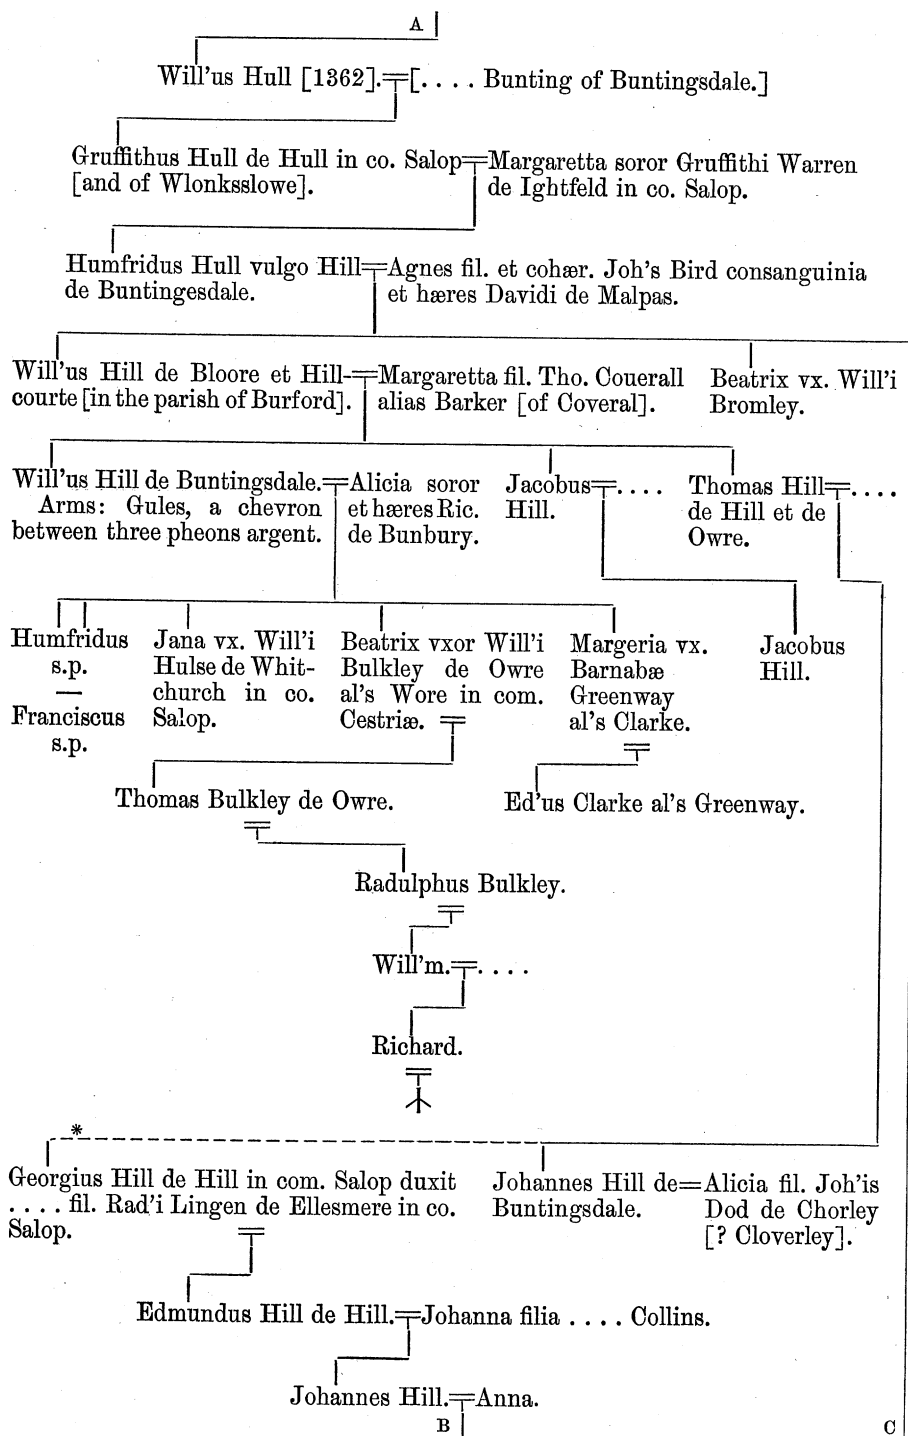 A
Will'us Hull [1362].=[. . . . Bunting of Buntingsdale.]
Gruffithus Hull de Hull in co. Salop=Margaretta soror Gruffithi Warren
[and of Wlonksslowe].
de Ightfeld in co. Salop.
Humfridus Hull vulgo Hill=Agnes fil. et cohær. Joh's Bird consanguinia
de Buntingesdale.
et hæres Davidi de Malpas.
Will'us Hill de Bloore et Hill-=Margaretta fil. Tho. Couerall
courte [in the parish of Burford].
alias Barker [of Coveral].
Beatrix vx. Will'i
Bromley.
Will'us Hill de Buntingsdale.=Alicia soror
Arms: Gules, a chevron
between three pheons argent.
et hæres Ric.
de Bunbury.
Jacobus=. . . .
Hill.
Thomas Hill=. . . .
de Hill et de
Owre.
Humfridus
s.p.
—
Franciscus
s.p.
Jana vx. Will'i
Hulse de Whit-
church in co.
Salop.
Beatrix vxor Will'i
Bulkley de Owre
al's Wore in com.
Cestriæ. =
Margeria vx.
Barnabæ
Greenway
al's Clarke.
=
Jacobus
Hill.
Thomas Bulkley de Owre.
=
Ed'us Clarke al's Greenway.
Radulphus Bulkley.
=
Will'm.=. . . .
Richard.
=
*
Georgius Hill de Hill in com. Salop duxit
. . . . fil. Rad'i Lingen de Ellesmere in co.
Salop. =
Johannes Hill de=Alicia fil. Joh'is
Buntingsdale.
Dod de Chorley
[? Cloverley].
Edmundus Hill de Hill.=Johanna filia . . . . Collins.
Johannes Hill.=Anna.
B
C